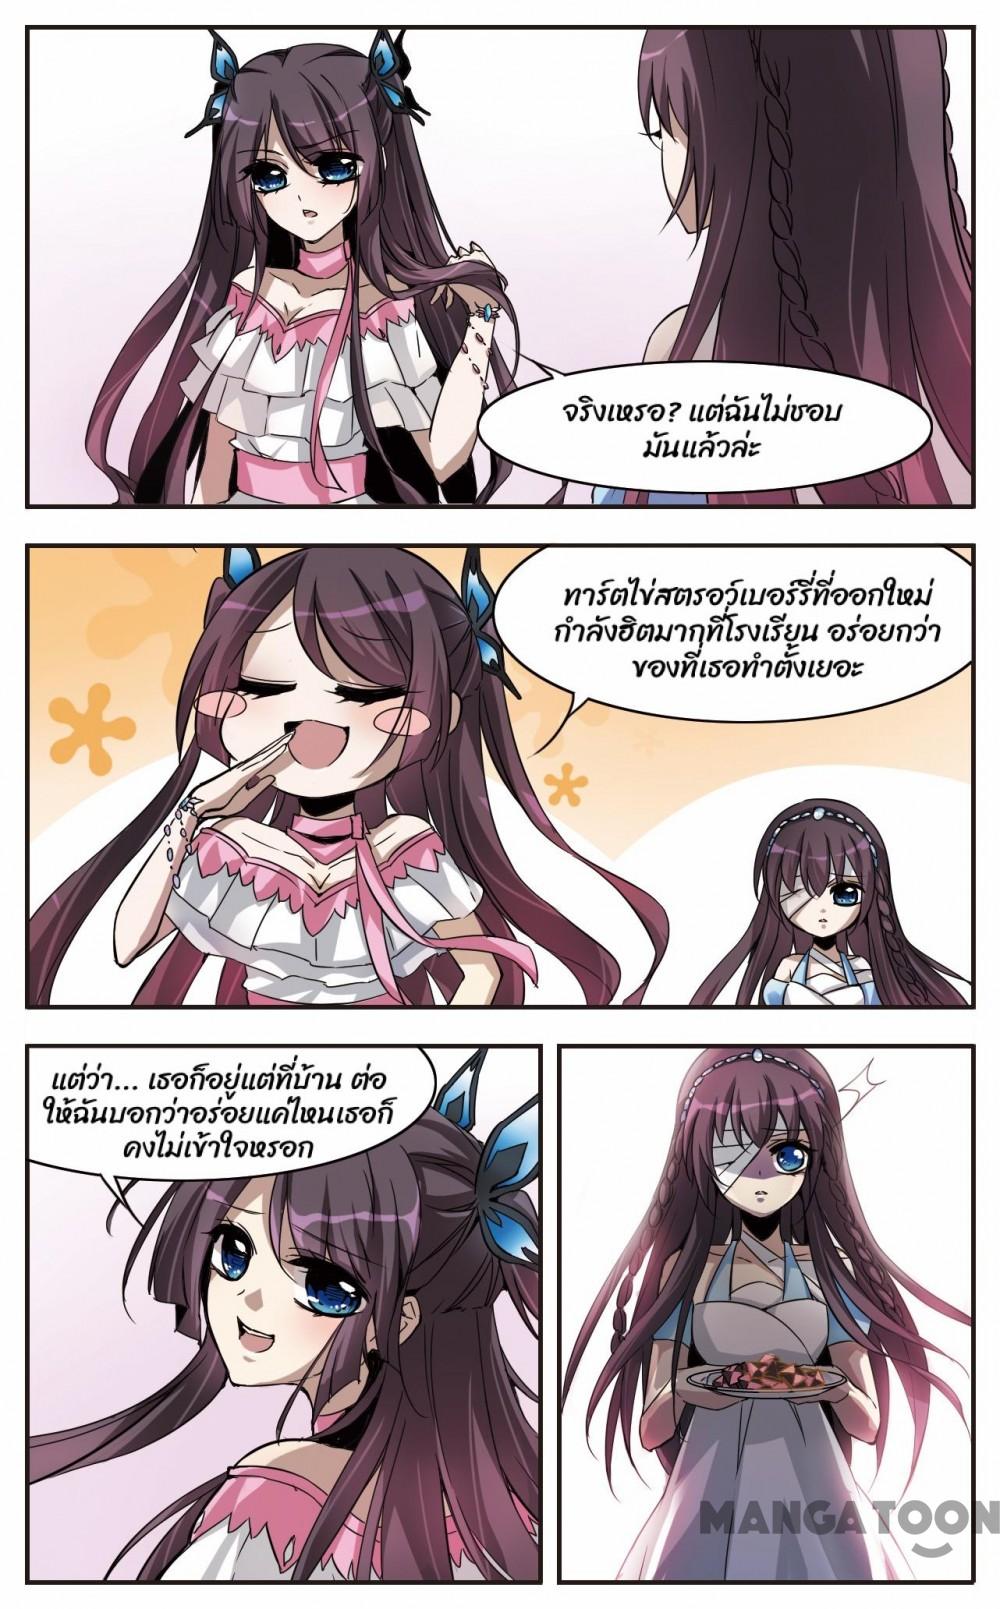 จริงเหรอ? แต่ฉันไม่ชอบ
มันแล้วล่ะ
ทาร์ตไข่สตรอว์เบอร์รี่ที่ออกใหม่
กำลังฮิตมากที่โรงเรียน อร่อยกว่า
ของที่เธอทำตั้งเยอะ
แต่ว่า... เธอก็อยู่แต่ที่บ้าน ต่อ
ให้ฉันบอกว่าอร่อยแค่ไหนเธอก็
คงไม่เข้าใจหรอก
MANGATOON